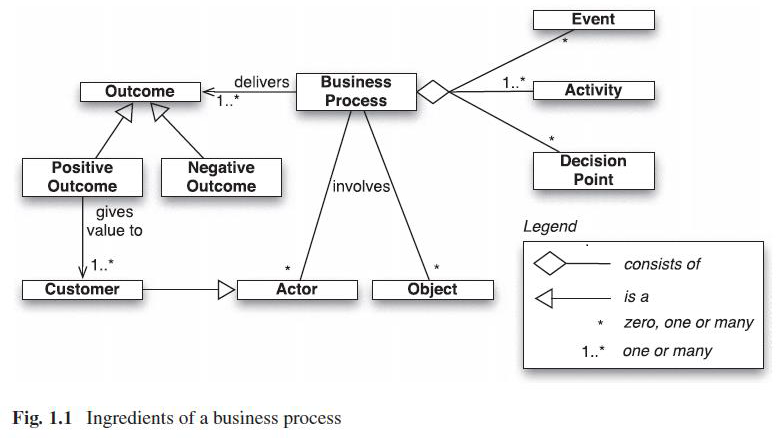 Event
*
Outcome
delivers
1..*
Business
Process
1..*
Activity
*
Decision
Point
Positive
Outcome
Negative
Outcome
involves
gives
value to
1..*
*
*
Customer
Actor
Object
Legend
consists of
is a
* zero, one or many
1..* one or many
Fig. 1.1 Ingredients of a business process